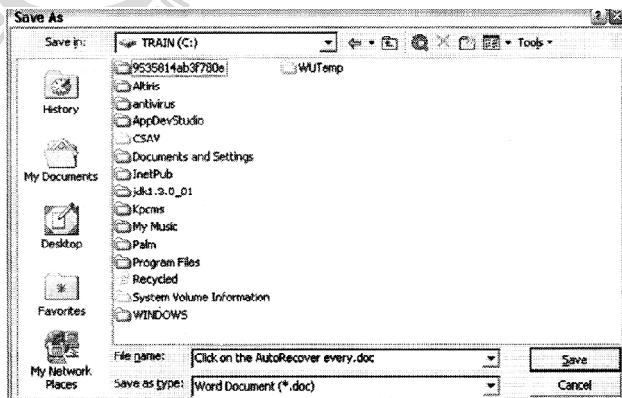 Save As
Save in: TRAIN (C:) Tools
History
My Documents
Desktop
Favorites
My Network Places
9535814ab3f780e WUTemp
Altiris
antivirus
AppDevStudio
CSAV
Documents and Settings
InetPub
jdk1.3.0_01
Kpcms
My Music
Palm
Program Files
Recycled
System Volume Information
WINDOWS
File name: Click on the AutoRecover every.doc Save
Save as type: Word Document (*.doc) Cancel